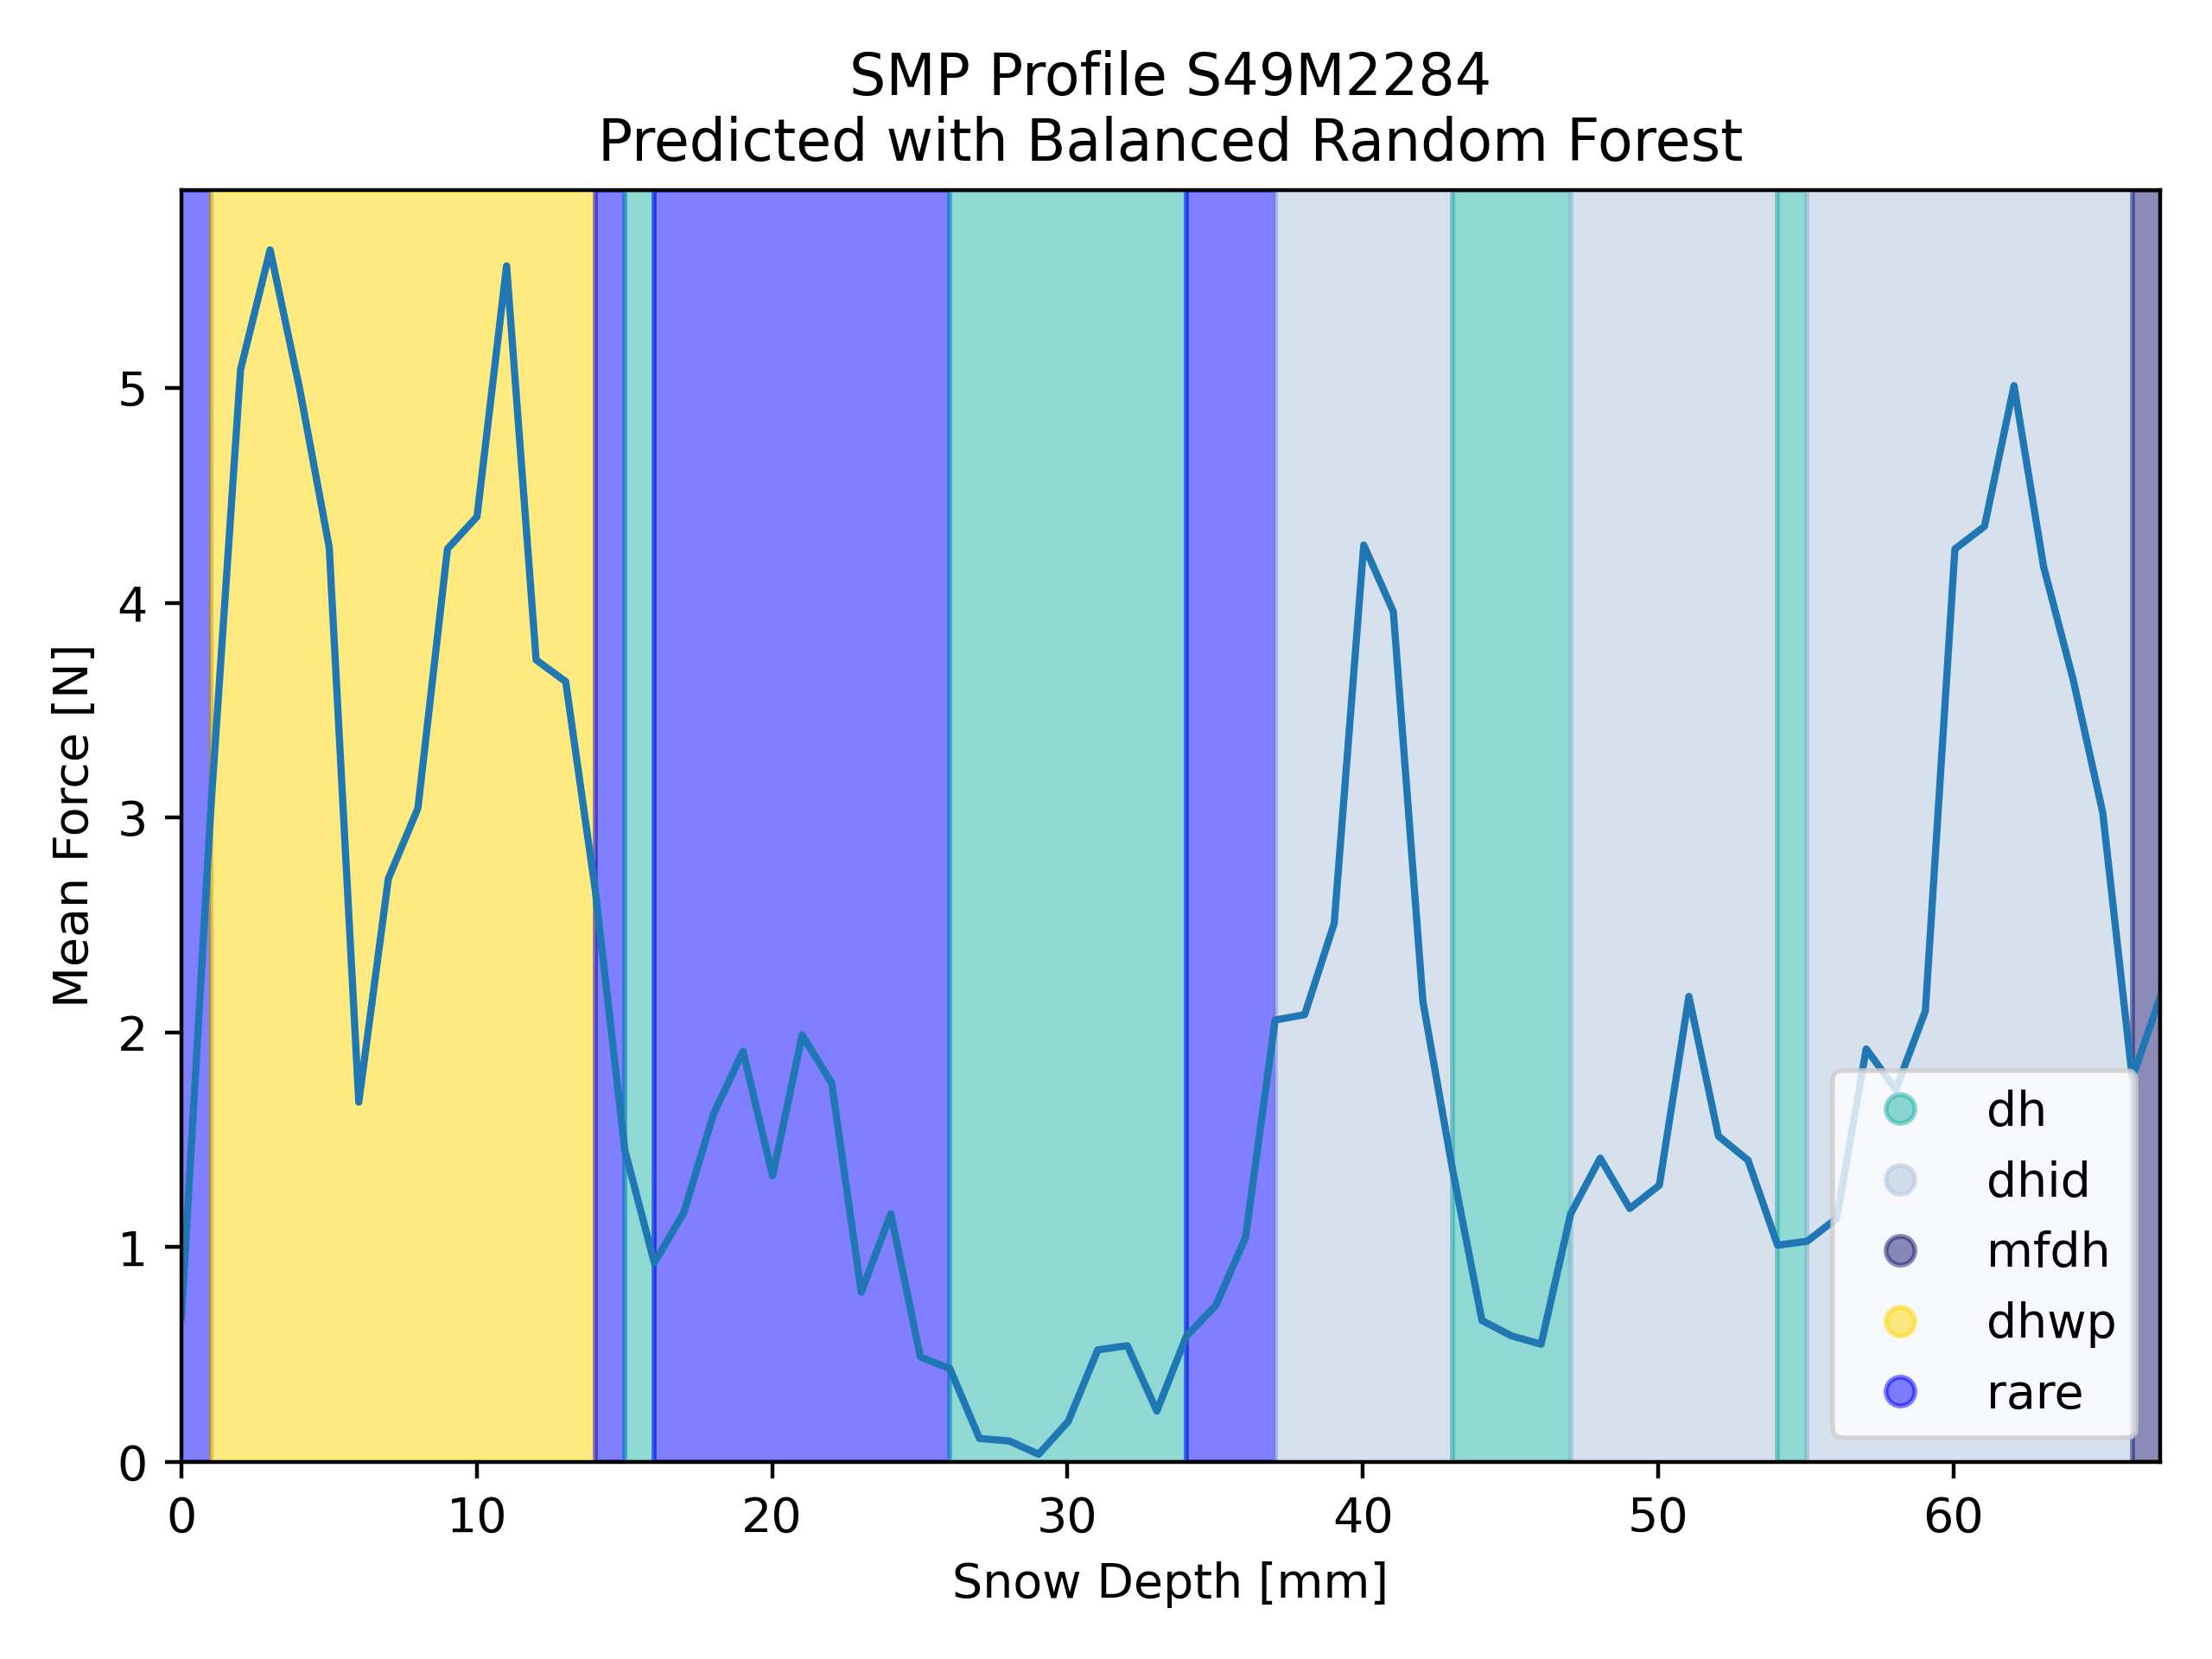 SMP Profile S49M2284
Predicted with Balanced Random Forest
Mean Force [N]
5
4
3
2
1
0
0 10 20 30 40 50 60
Snow Depth [mm]
dh
dhid
mfdh
dhwp
rare